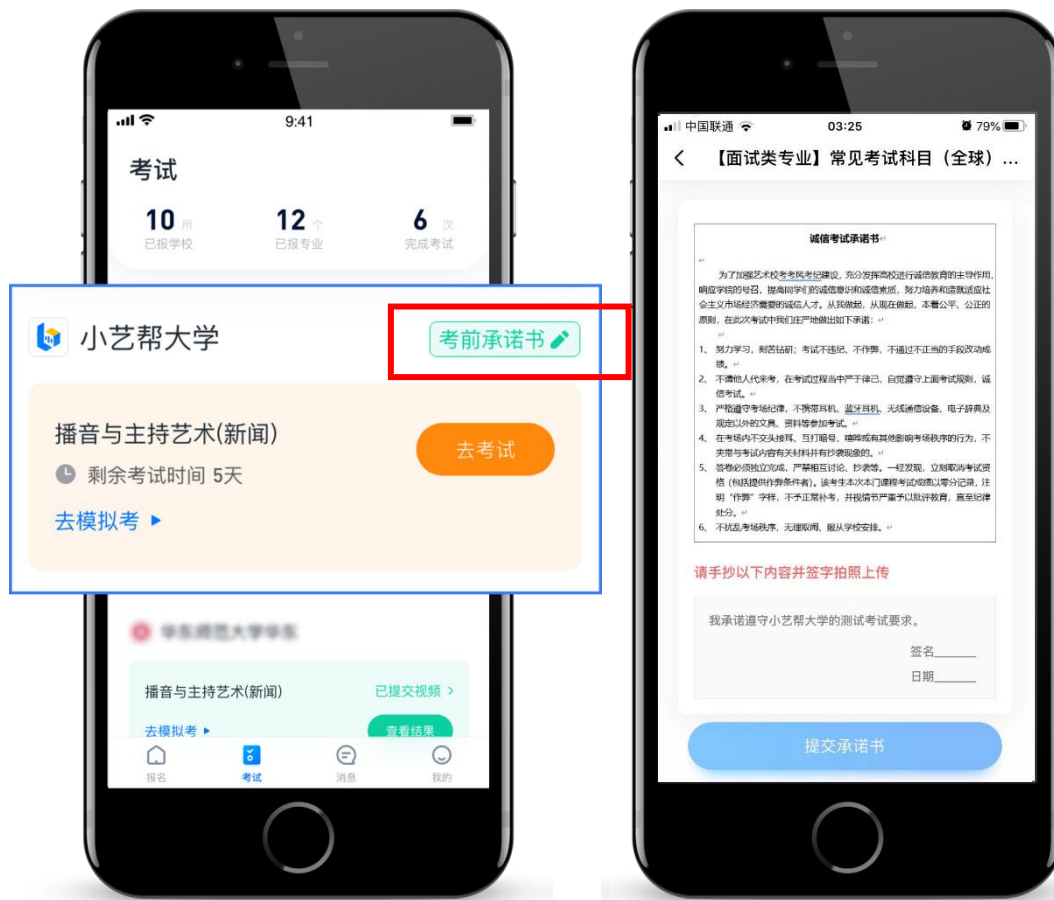 9:41
考试
10 所
12 个
6 次
已报学校
已报专业
完成考试
小艺帮大学
考前承诺书
播音与主持艺术(新闻)
剩余考试时间 5天
去考试
去模拟考
播音与主持艺术(新闻)
已提交视频
去模拟考
查看结果
报名
考试
消息
我的
中国联通
03:25
79%
【面试类专业】常见考试科目（全球）...
诚信考试承诺书
为了加强艺术校考考风考纪建设，充分发挥高校进行诚信教育的主导作用，
响应学院的号召，提高同学们的诚信意识和诚信素质，努力培养和造就适应社
会主义市场经济需要的诚信人才。从我做起，从现在做起，本着公平、公正的
原则，在此次考试中我们庄严地做出如下承诺：
1、 努力学习，刻苦钻研；考试不违纪、不作弊，不通过不正当的手段改动成
绩。
2、 不请他人代来考，在考试过程当中严于律己，自觉遵守上面考试规则，诚
信考试。
3、 严格遵守考场纪律，不携带耳机、蓝牙耳机、无线通信设备、电子辞典及
规定以外的文具、资料等参加考试。
4、 在考场内不交头接耳、互打暗号，喧哗或有其他影响考场秩序的行为，不
夹带与考试内容有关材料并有抄袭现象的。
5、 答卷必须独立完成，严禁相互讨论、抄袭等。一经发现，立刻取消考试资
格（包括提供作弊条件者）。该考生本次本门课程考试成绩以零分记录，注
明“作弊”字样，不予正常补考，并视情节严重予以批评教育，直至纪律
处分。
6、 不扰乱考场秩序，无理取闹、服从学校安排。
请手抄以下内容并签字拍照上传
我承诺遵守小艺帮大学的测试考试要求。
签名______
日期______
提交承诺书